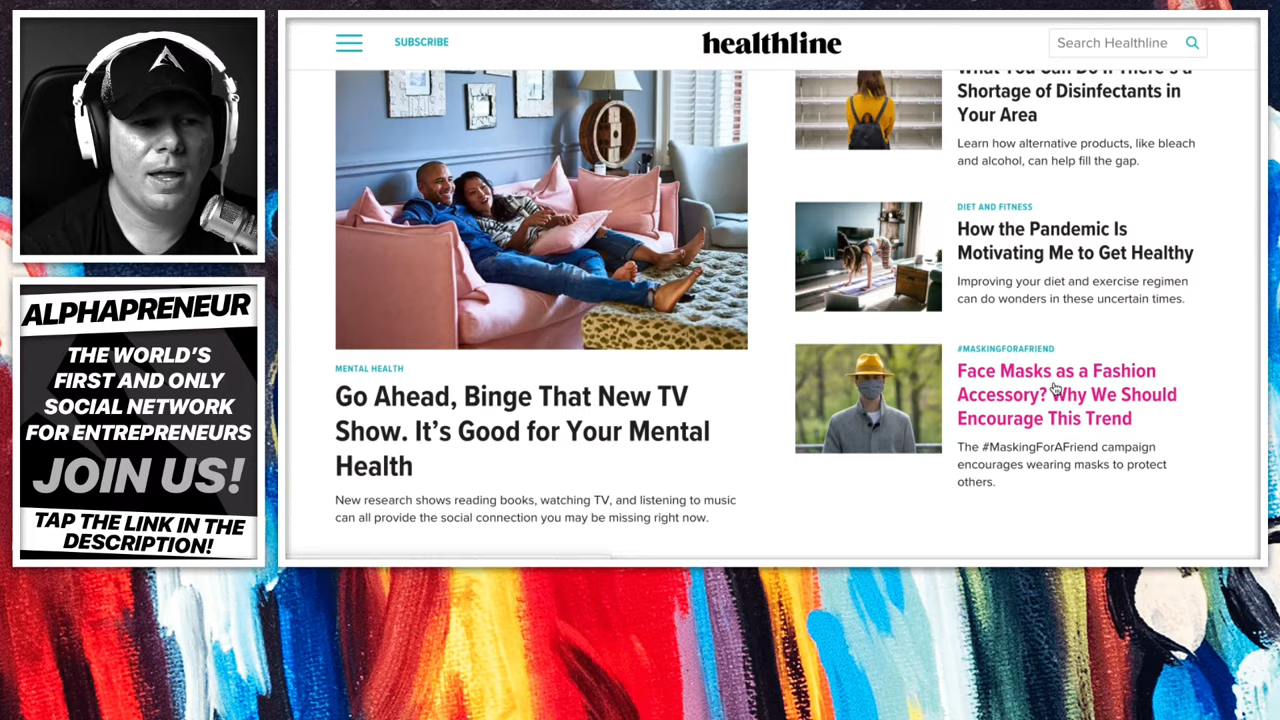 ALPHAPRENEUR
THE WORLD'S
FIRST AND ONLY
SOCIAL NETWORK
FOR ENTREPRENEURS
JOIN US!
TAP THE LINK IN THE
DESCRIPTION!
SUBSCRIBE
healthline
Search Healthline
MENTAL HEALTH
Go Ahead, Binge That New TV
Show. It's Good for Your Mental
Health
New research shows reading books, watching TV, and listening to music
can all provide the social connection you may be missing right now.
What You Can Do if There's a
Shortage of Disinfectants in
Your Area
Learn how alternative products, like bleach
and alcohol, can help fill the gap.
DIET AND FITNESS
How the Pandemic Is
Motivating Me to Get Healthy
Improving your diet and exercise regimen
can do wonders in these uncertain times.
#MASKINGFORAFRIEND
Face Masks as a Fashion
Accessory? Why We Should
Encourage This Trend
The #MaskingForAFriend campaign
encourages wearing masks to protect
others.